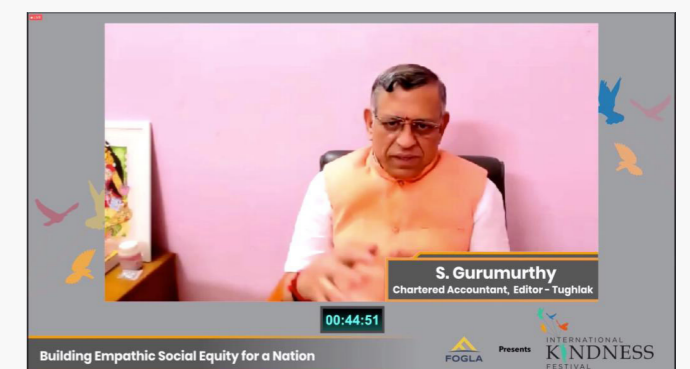 S. Gurumurthy
Chartered Accountant, Editor - Tughlak
00:44:51
Building Empathic Social Equity for a Nation
FOGLA
Presents
INTERNATIONAL
KINDNESS
FESTIVAL